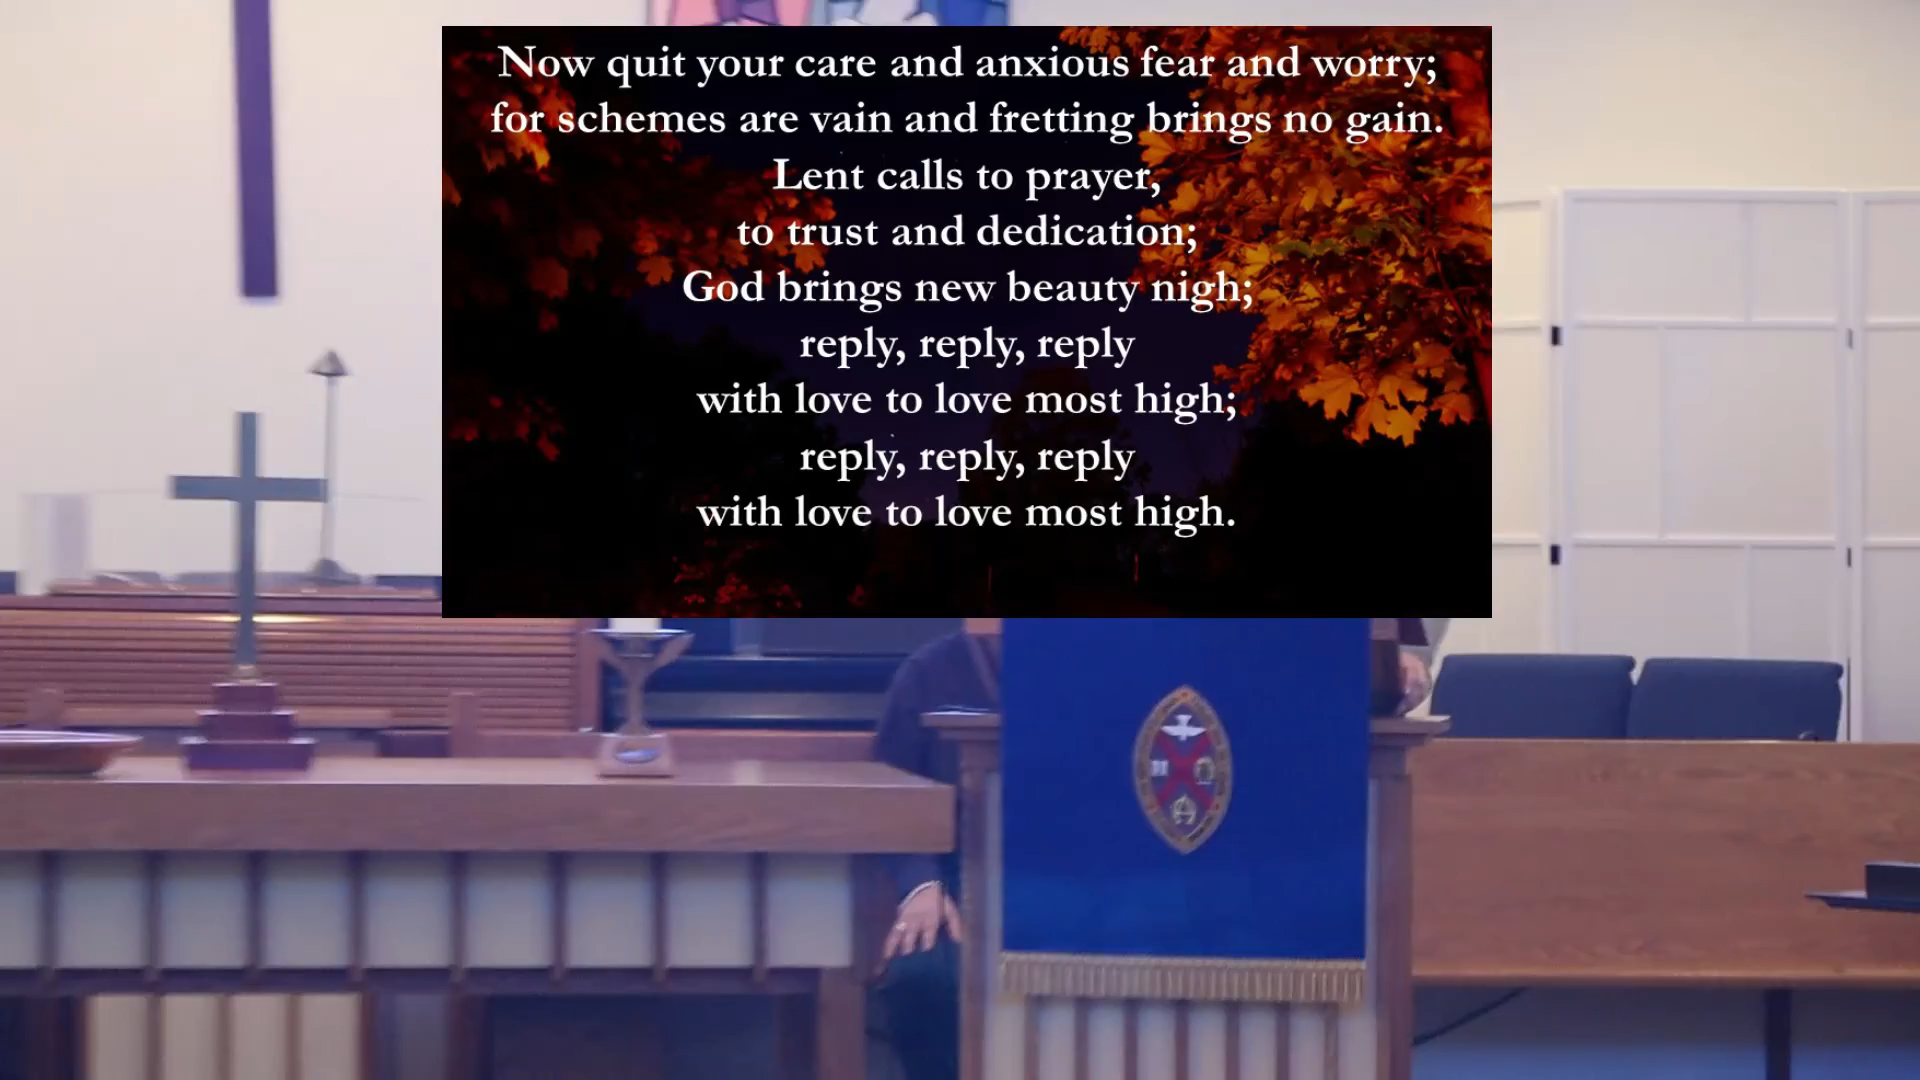 Now quit your care and anxious fear and worry;
for schemes are vain and fretting brings no gain.
Lent calls to prayer,
to trust and dedication;
God brings new beauty nigh;
reply, reply, reply
with love to love most high;
reply, reply, reply
with love to love most high.